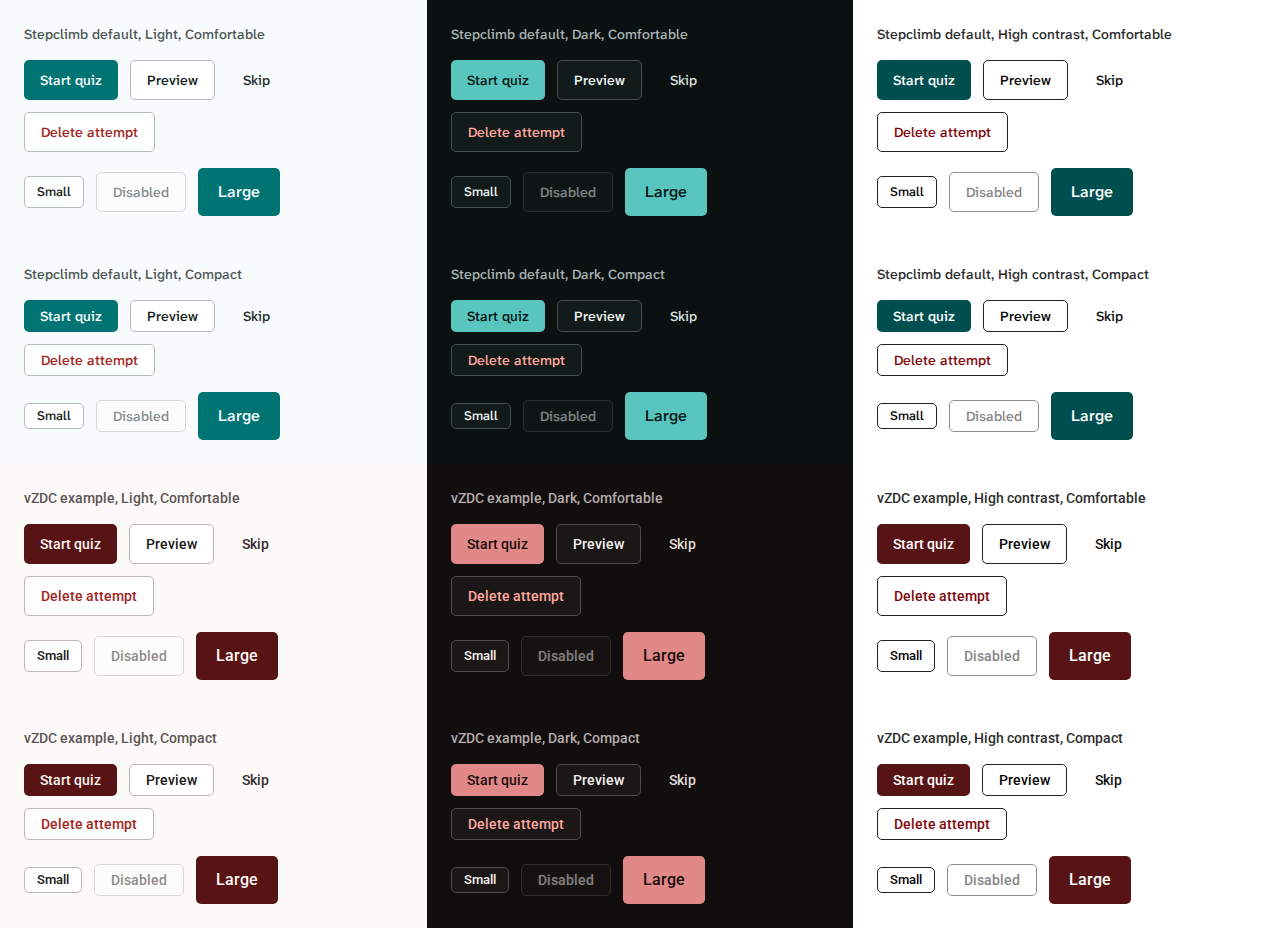 Stepclimb default, Light, Comfortable
Start quiz Preview Skip
Delete attempt
Small Disabled Large
Stepclimb default, Dark, Comfortable
Start quiz Preview Skip
Delete attempt
Small Disabled Large
Stepclimb default, High contrast, Comfortable
Start quiz Preview Skip
Delete attempt
Small Disabled Large
Stepclimb default, Light, Compact
Start quiz Preview Skip
Delete attempt
Small Disabled Large
Stepclimb default, Dark, Compact
Start quiz Preview Skip
Delete attempt
Small Disabled Large
Stepclimb default, High contrast, Compact
Start quiz Preview Skip
Delete attempt
Small Disabled Large
vZDC example, Light, Comfortable
Start quiz Preview Skip
Delete attempt
Small Disabled Large
vZDC example, Dark, Comfortable
Start quiz Preview Skip
Delete attempt
Small Disabled Large
vZDC example, High contrast, Comfortable
Start quiz Preview Skip
Delete attempt
Small Disabled Large
vZDC example, Light, Compact
Start quiz Preview Skip
Delete attempt
Small Disabled Large
vZDC example, Dark, Compact
Start quiz Preview Skip
Delete attempt
Small Disabled Large
vZDC example, High contrast, Compact
Start quiz Preview Skip
Delete attempt
Small Disabled Large